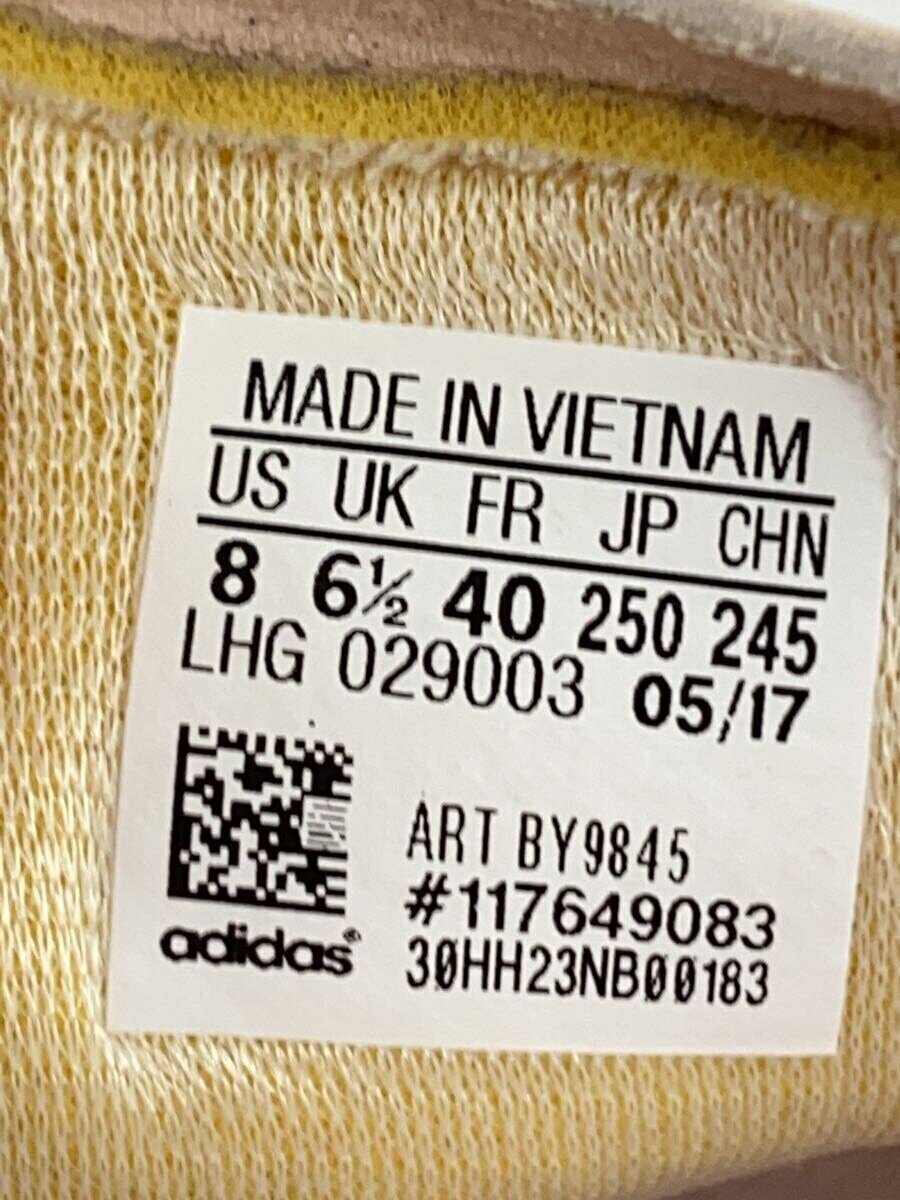 MADE IN VIETNAM
US UK FR JP CHN
8 6½ 40 250 245
LHG 029003 05/17
ART BY9845
#117649083
adidas®
30HH23NB00183